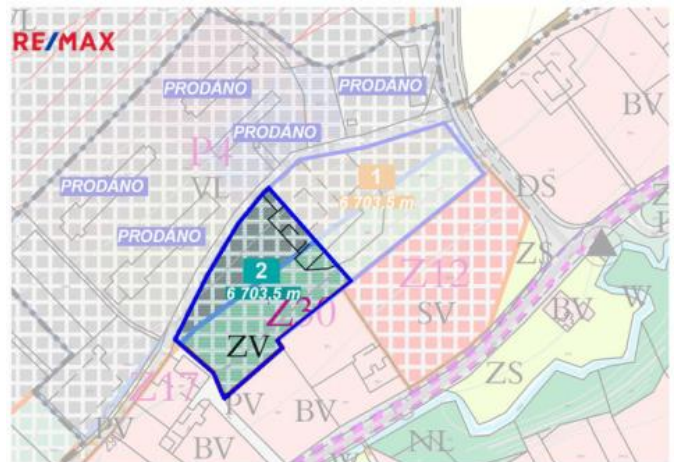 VL
RE/MAX
PRODÁNO
PRODÁNO
PRODÁNO
BV
P4
1
6 703,5 m
PRODÁNO
VL
DS
PRODÁNO
ZS
2
6 703,5 m
Z12
Z30
SV
BV
W
ZV
ZS
Z17
PV
BV
PV
BV
NL